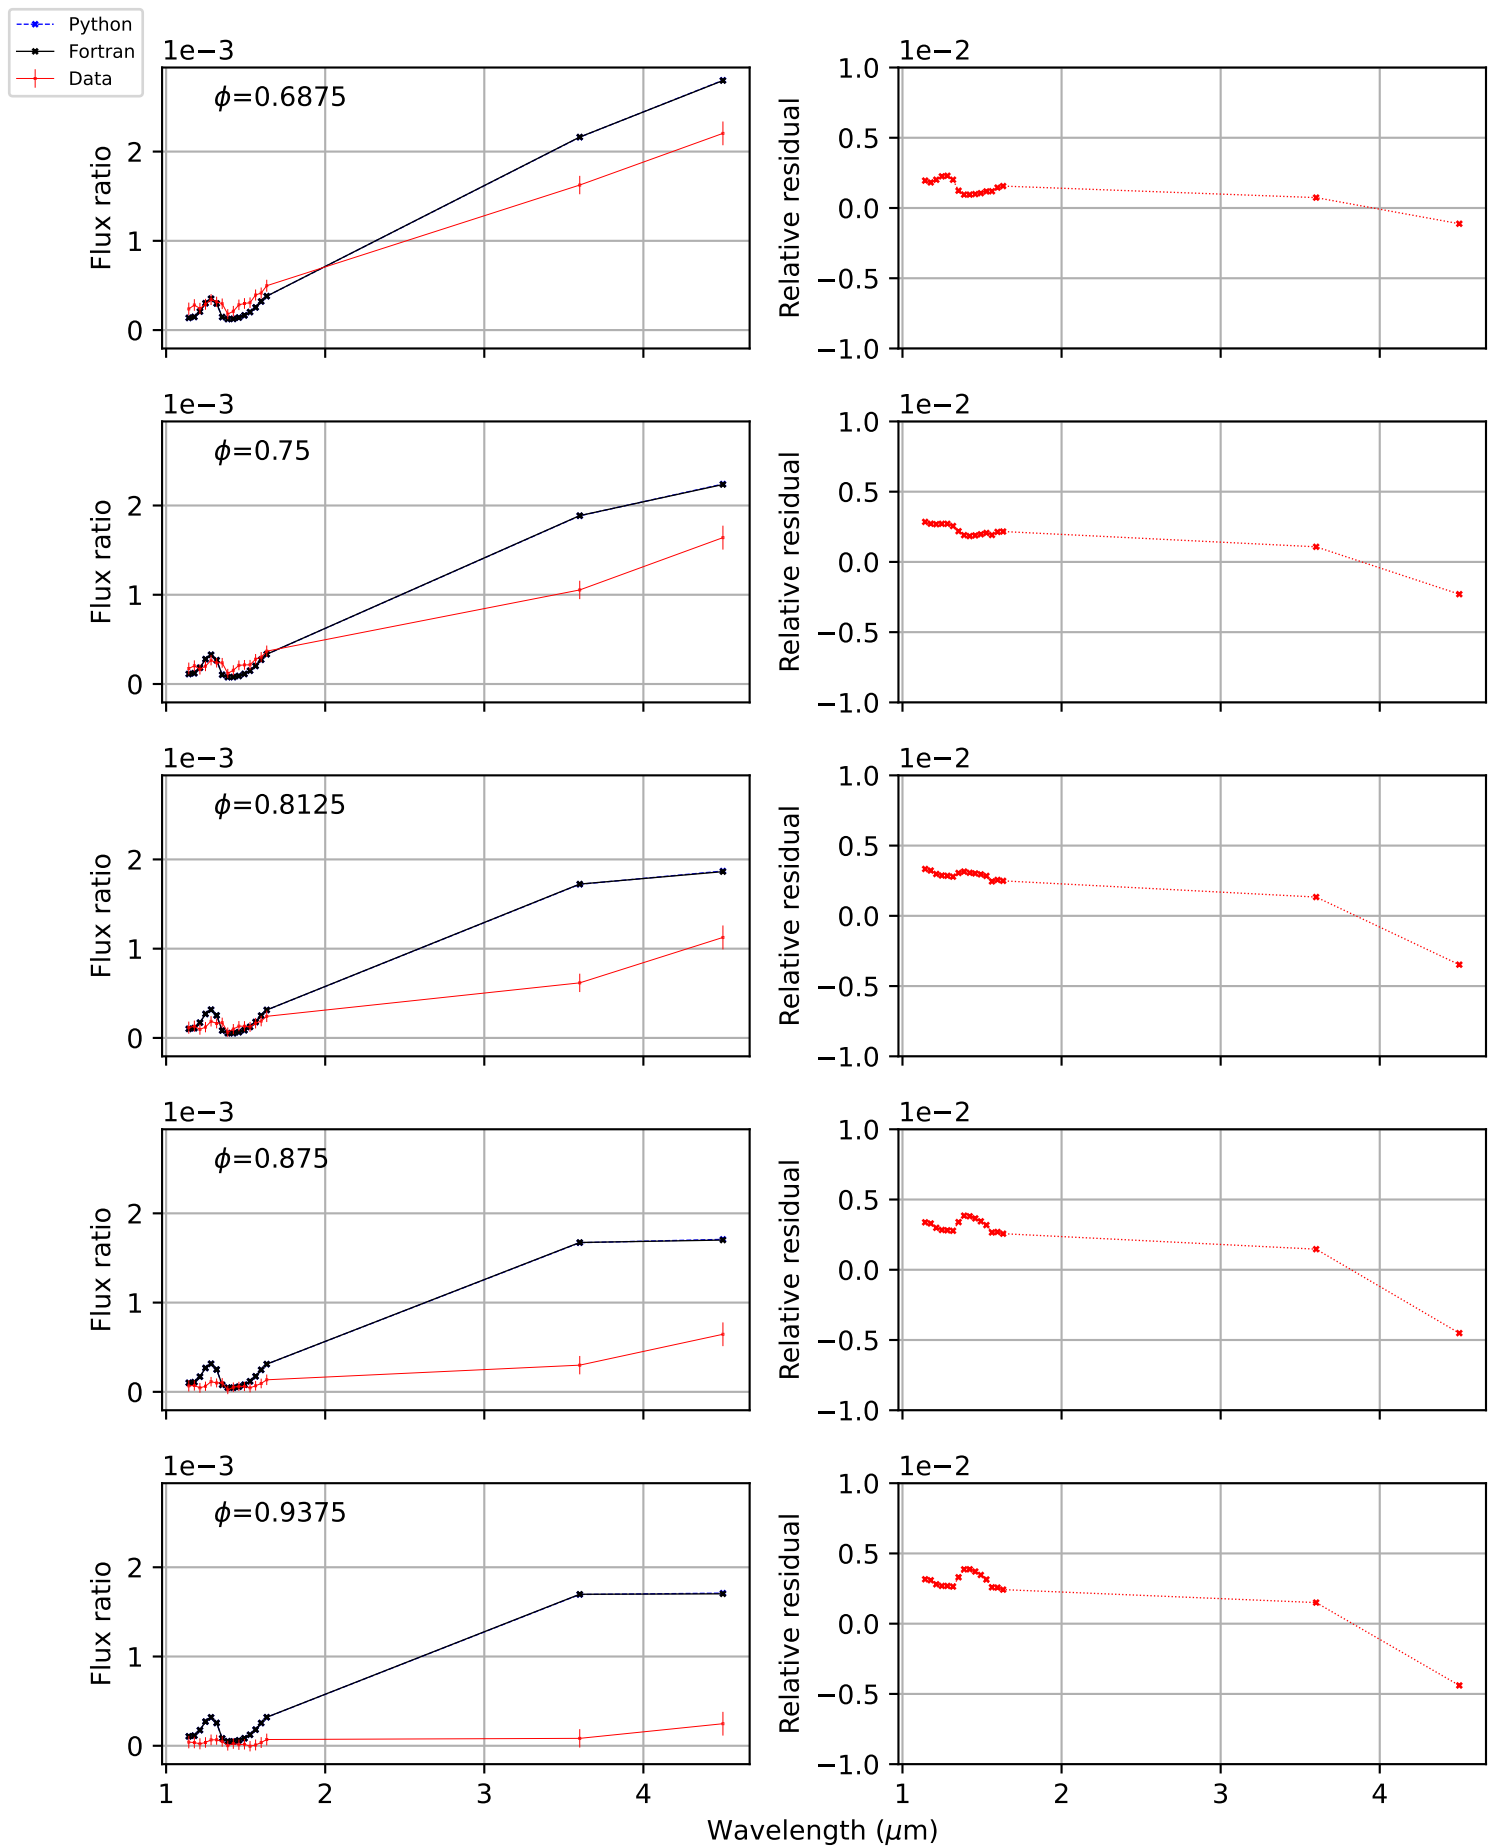 Python
Fortran
Data
1e−3
ϕ=0.6875
Flux ratio
2
1
0
1e−2
Relative residual
1.0
0.5
0.0
−0.5
−1.0
1e−3
ϕ=0.75
Flux ratio
2
1
0
1e−2
Relative residual
1.0
0.5
0.0
−0.5
−1.0
1e−3
ϕ=0.8125
Flux ratio
2
1
0
1e−2
Relative residual
1.0
0.5
0.0
−0.5
−1.0
1e−3
ϕ=0.875
Flux ratio
2
1
0
1e−2
Relative residual
1.0
0.5
0.0
−0.5
−1.0
1e−3
ϕ=0.9375
Flux ratio
2
1
0
1e−2
Relative residual
1.0
0.5
0.0
−0.5
−1.0
1 2 3 4
1 2 3 4
Wavelength (μm)